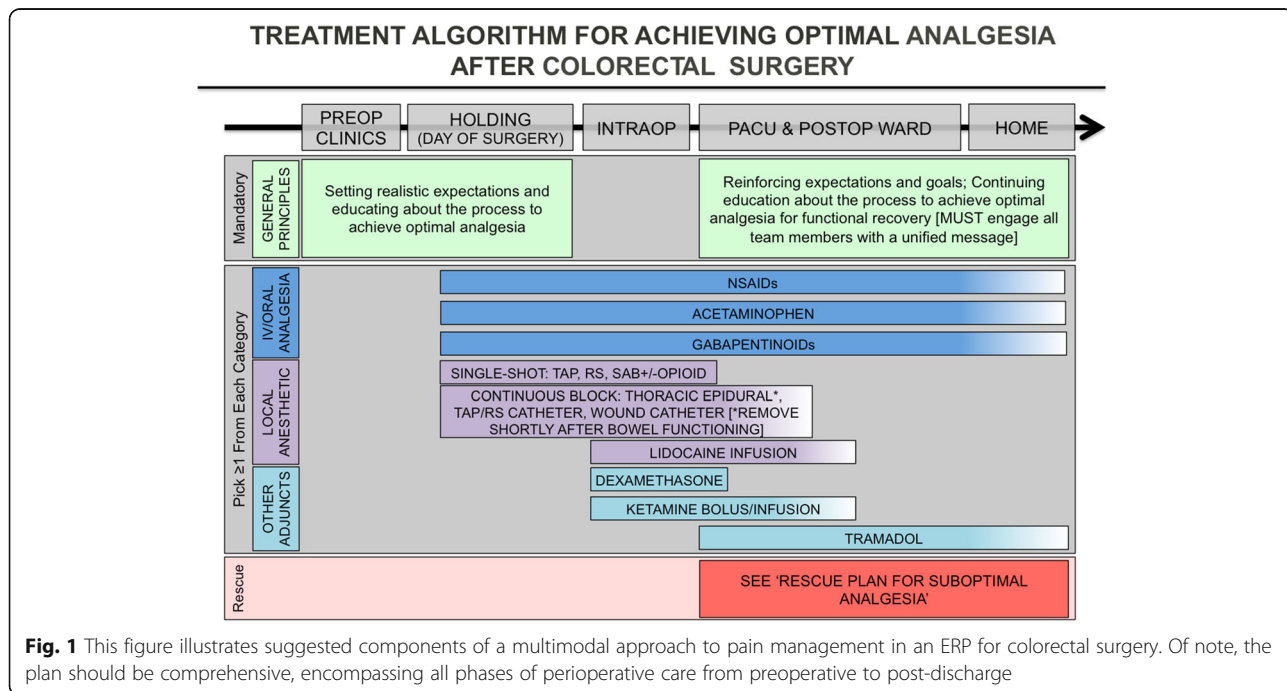 TREATMENT ALGORITHM FOR ACHIEVING OPTIMAL ANALGESIA
AFTER COLORECTAL SURGERY
PREOP
CLINICS
HOLDING
(DAY OF SURGERY)
INTRAOP
PACU & POSTOP WARD
HOME
Mandatory
GENERAL
PRINCIPLES
Setting realistic expectations and
educating about the process to
achieve optimal analgesia
Reinforcing expectations and goals; Continuing
education about the process to achieve optimal
analgesia for functional recovery [MUST engage all
team members with a unified message]
Pick ≥1 From Each Category
IV/ORAL
ANALGESIA
NSAIDs
ACETAMINOPHEN
GABAPENTINOIDs
LOCAL
ANESTHETIC
SINGLE-SHOT: TAP, RS, SAB+/-OPIOID
CONTINUOUS BLOCK: THORACIC EPIDURAL*,
TAP/RS CATHETER, WOUND CATHETER [*REMOVE
SHORTLY AFTER BOWEL FUNCTIONING]
LIDOCAINE INFUSION
OTHER
ADJUNCTS
DEXAMETHASONE
KETAMINE BOLUS/INFUSION
TRAMADOL
Rescue
SEE 'RESCUE PLAN FOR SUBOPTIMAL
ANALGESIA'
Fig. 1 This figure illustrates suggested components of a multimodal approach to pain management in an ERP for colorectal surgery. Of note, the
plan should be comprehensive, encompassing all phases of perioperative care from preoperative to post-discharge